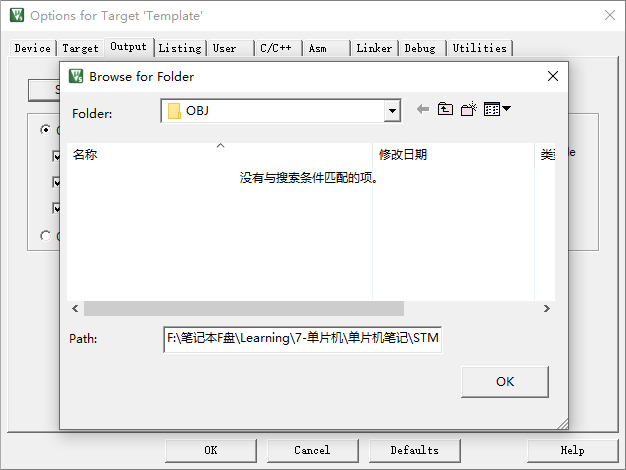 Options for Target 'Template'
Device Target Output Listing User C/C++ Asm Linker Debug Utilities
Browse for Folder
Folder: OBJ
名称 修改日期
没有与搜索条件匹配的项。
Path: F:\笔记本F盘\Learning\7-单片机\单片机笔记\STM
OK
OK Cancel Defaults Help